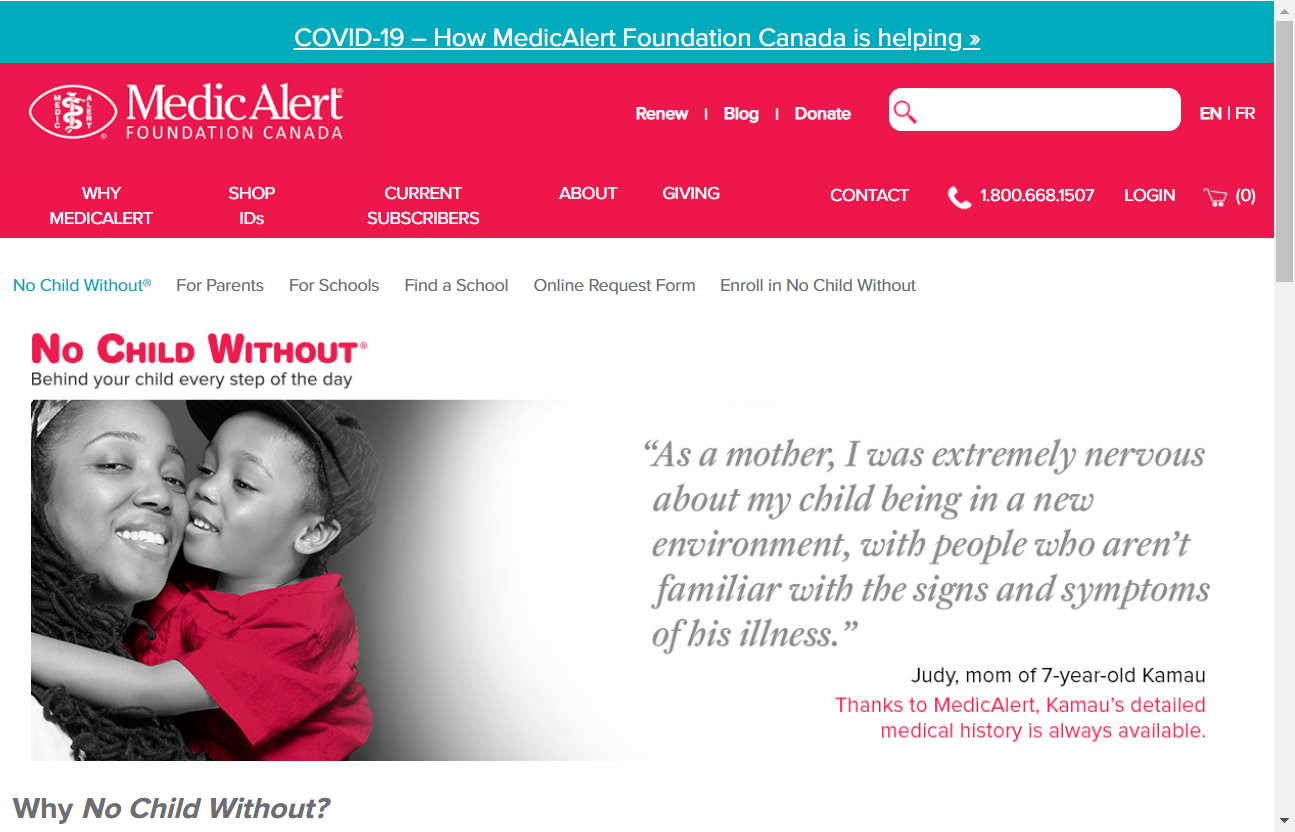 COVID-19 – How MedicAlert Foundation Canada is helping »
MEDIC ALERT ® MedicAlert®
FOUNDATION CANADA
Renew | Blog | Donate
EN | FR
WHY
MEDICALERT
SHOP
IDs
CURRENT
SUBSCRIBERS
ABOUT
GIVING
CONTACT
1.800.668.1507
LOGIN
(0)
No Child Without® For Parents For Schools Find a School Online Request Form Enroll in No Child Without
No Child Without®
Behind your child every step of the day
“As a mother, I was extremely nervous
about my child being in a new
environment, with people who aren’t
familiar with the signs and symptoms
of his illness.”
Judy, mom of 7-year-old Kamau
Thanks to MedicAlert, Kamau’s detailed
medical history is always available.
Why No Child Without?